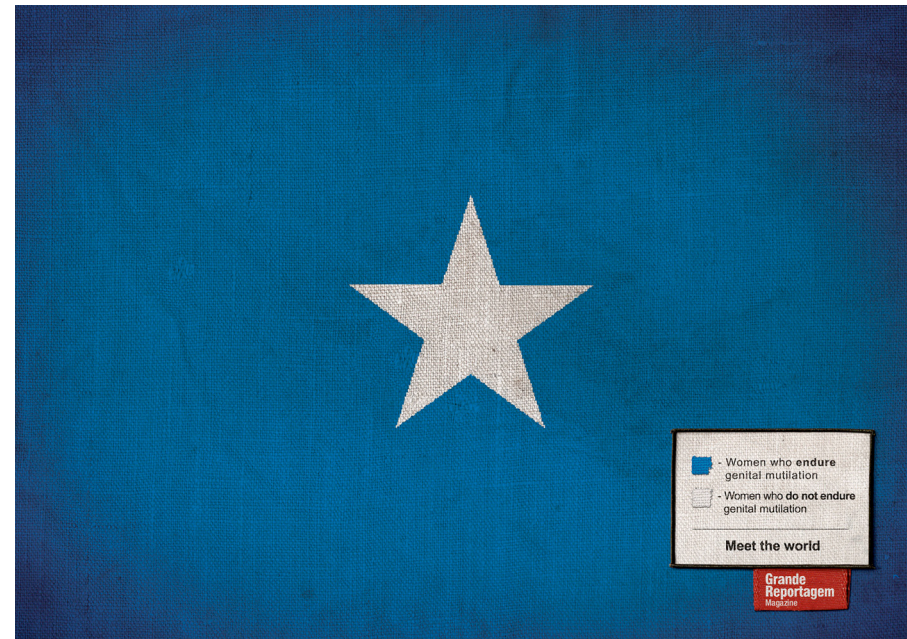 - Women who endure
genital mutilation
- Women who do not endure
genital mutilation
Meet the world
Grande
Reportagem
Magazine